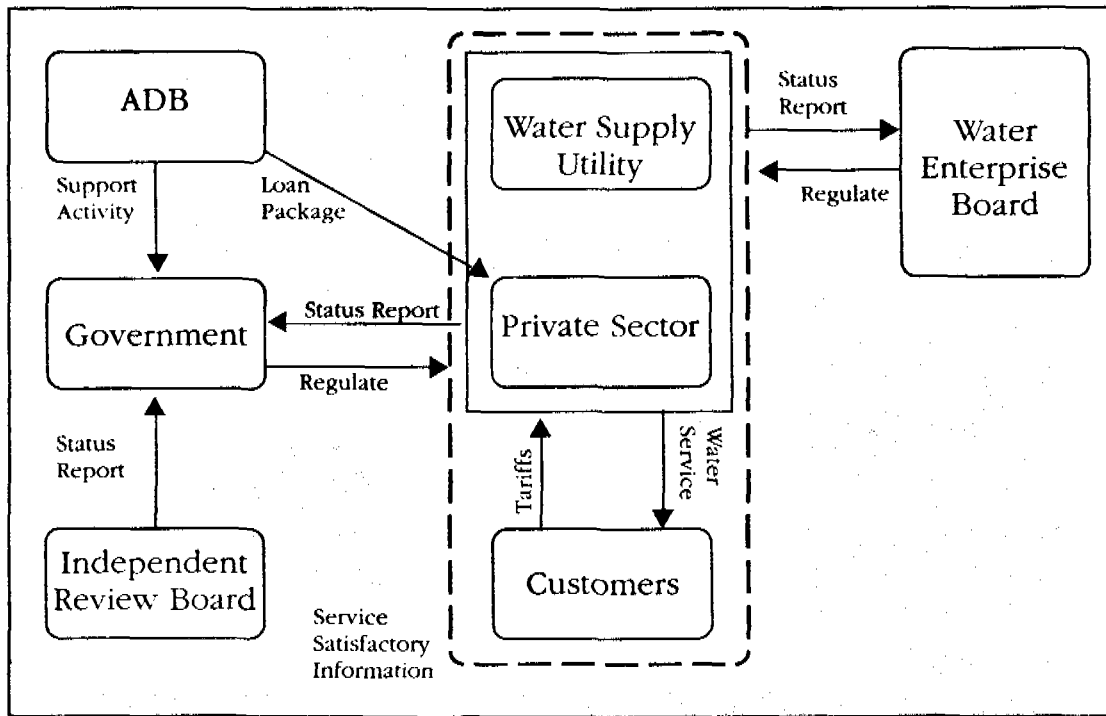 ADB
Support
Activity
Loan
Package
Government
Status Report
Regulate
Status
Report
Independent
Review Board
Service
Satisfactory
Information
Water Supply
Utility
Private Sector
Tariffs
Water
Service
Customers
Status
Report
Regulate
Water
Enterprise
Board